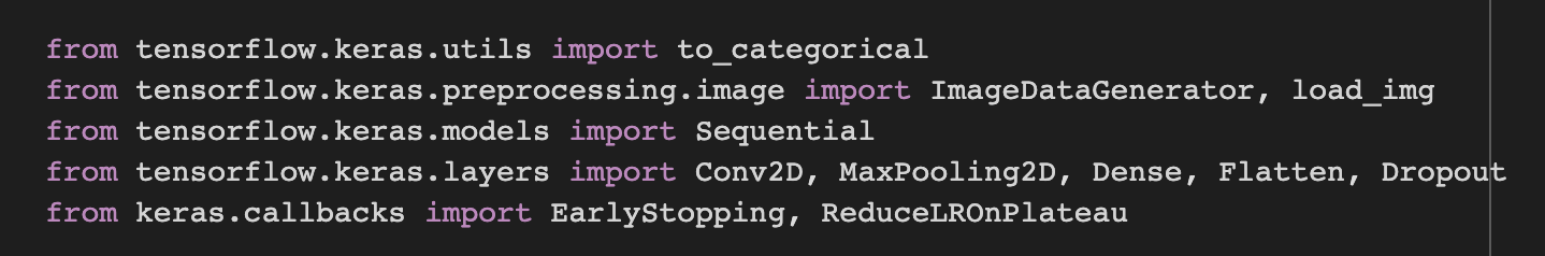 from tensorflow.keras.utils import to_categorical
from tensorflow.keras.preprocessing.image import ImageDataGenerator, load_img
from tensorflow.keras.models import Sequential
from tensorflow.keras.layers import Conv2D, MaxPooling2D, Dense, Flatten, Dropout
from keras.callbacks import EarlyStopping, ReduceLROnPlateau